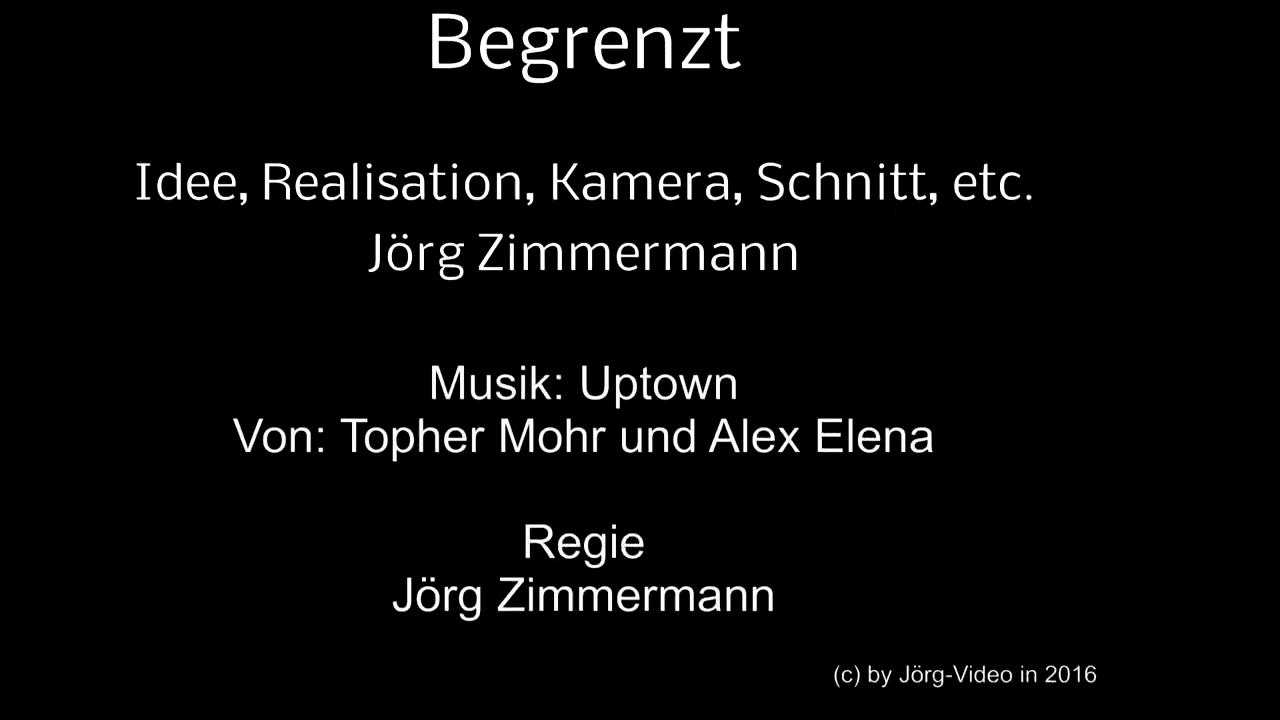 Begrenzt
Idee, Realisation, Kamera, Schnitt, etc.
Jörg Zimmermann
Musik: Uptown
Von: Topher Mohr und Alex Elena
Regie
Jörg Zimmermann
(c) by Jörg-Video in 2016